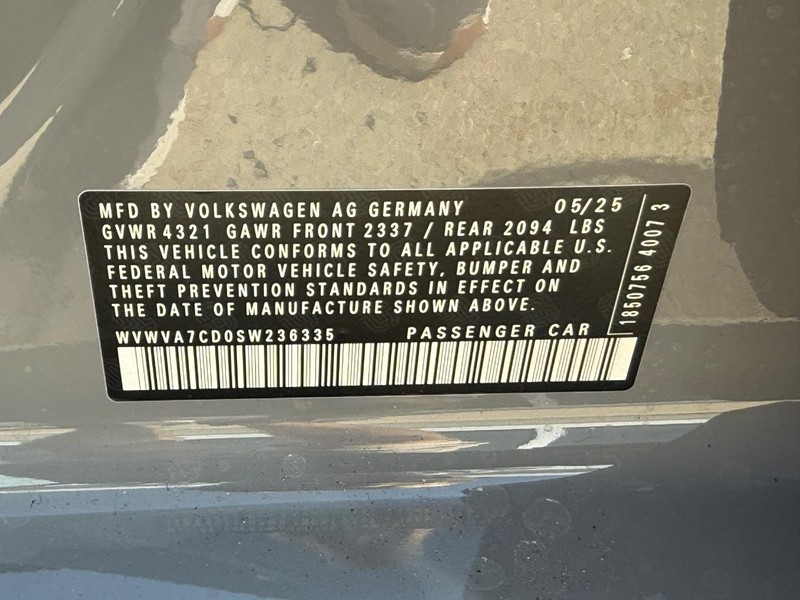 MFD BY VOLKSWAGEN AG GERMANY 05/25
GVWR 4321 GAWR FRONT 2337 / REAR 2094 LBS
THIS VEHICLE CONFORMS TO ALL APPLICABLE U.S.
FEDERAL MOTOR VEHICLE SAFETY, BUMPER AND
THEFT PREVENTION STANDARDS IN EFFECT ON
THE DATE OF MANUFACTURE SHOWN ABOVE.
WVWVA7CD0SW236335 PASSENGER CAR
1850756 4007 3